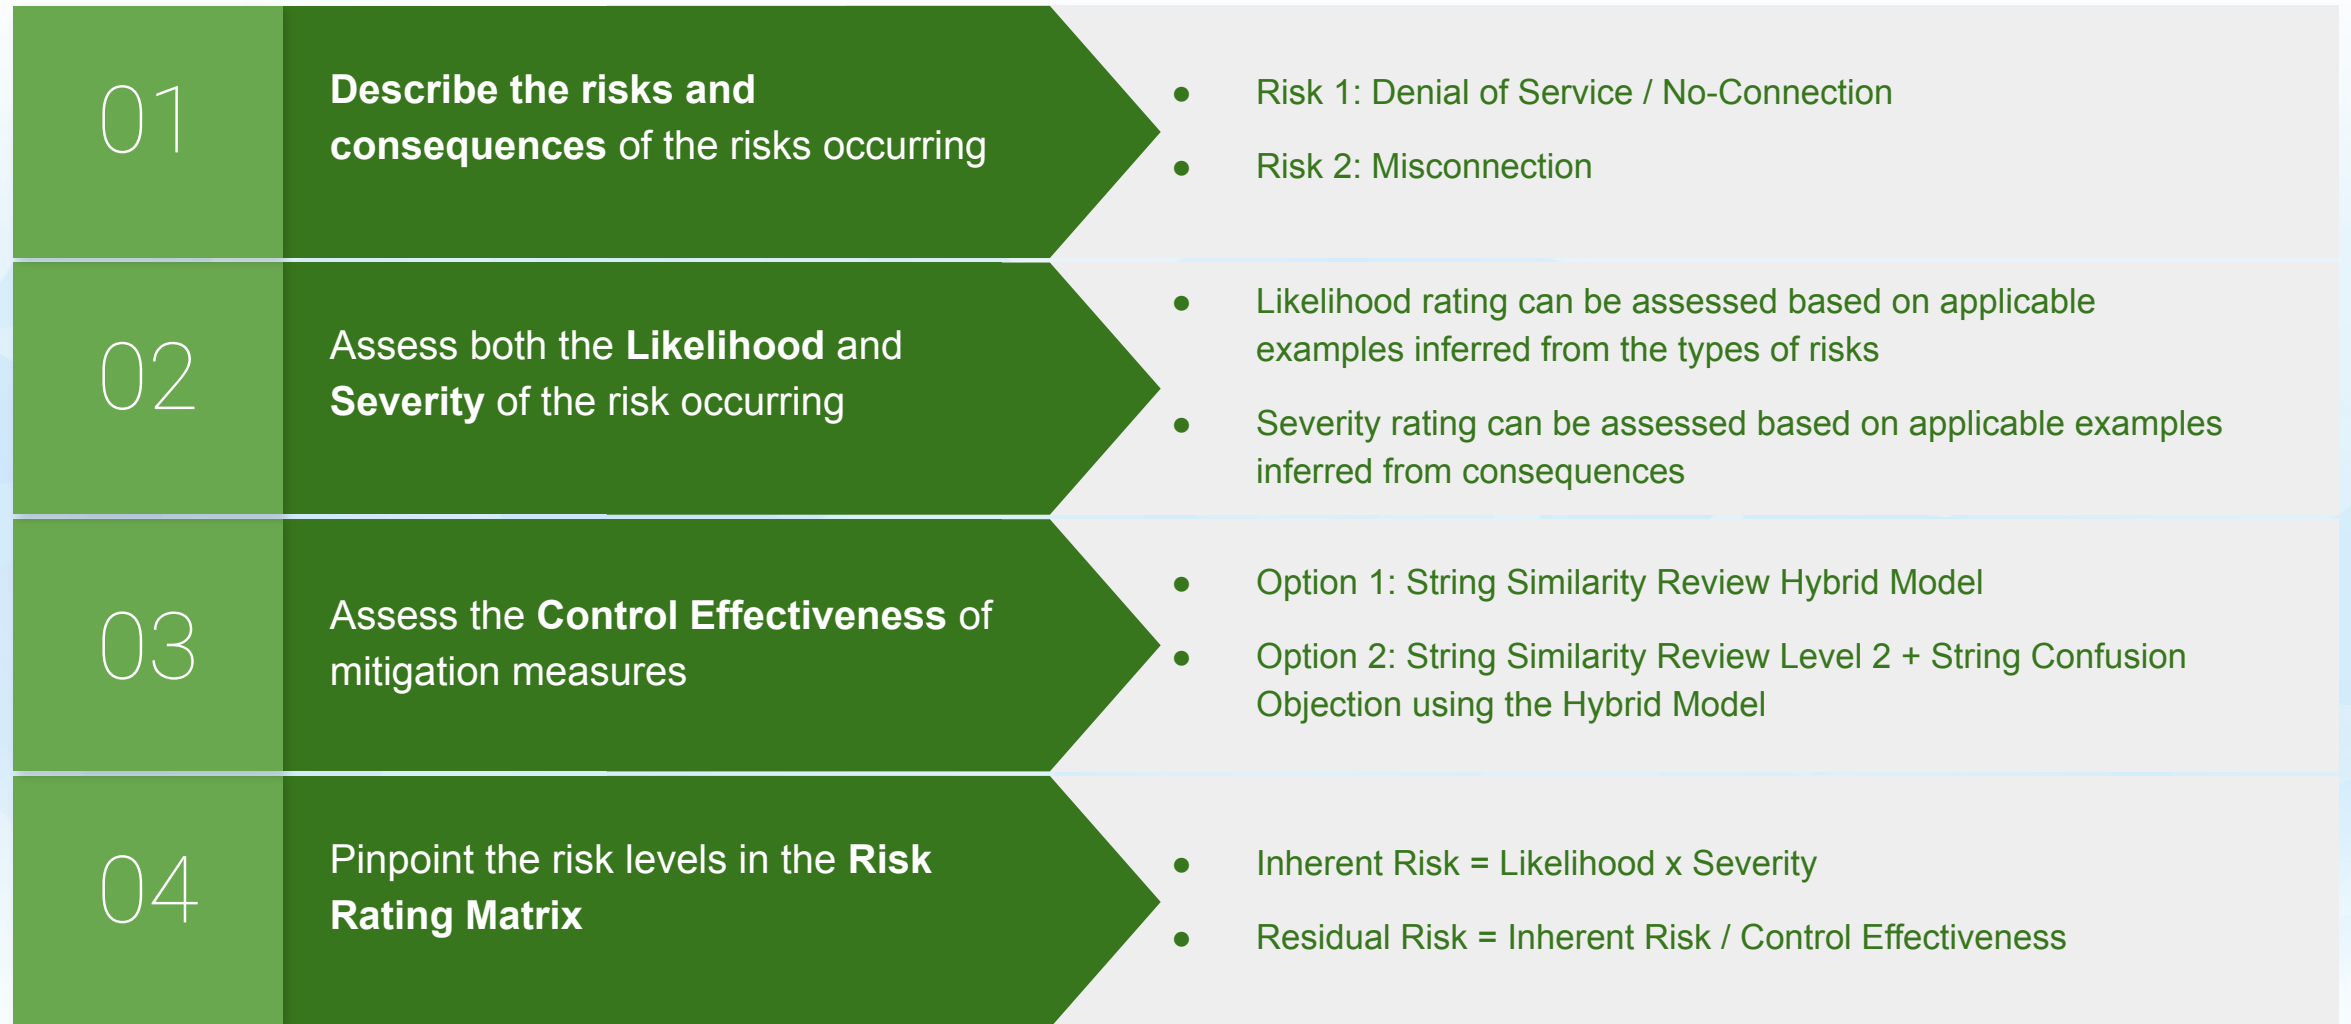 01
Describe the risks and
consequences of the risks occurring
● Risk 1: Denial of Service / No-Connection
● Risk 2: Misconnection
02
Assess both the Likelihood and
Severity of the risk occurring
● Likelihood rating can be assessed based on applicable
examples inferred from the types of risks
● Severity rating can be assessed based on applicable examples
inferred from consequences
03
Assess the Control Effectiveness of
mitigation measures
● Option 1: String Similarity Review Hybrid Model
● Option 2: String Similarity Review Level 2 + String Confusion
Objection using the Hybrid Model
04
Pinpoint the risk levels in the Risk
Rating Matrix
● Inherent Risk = Likelihood x Severity
● Residual Risk = Inherent Risk / Control Effectiveness